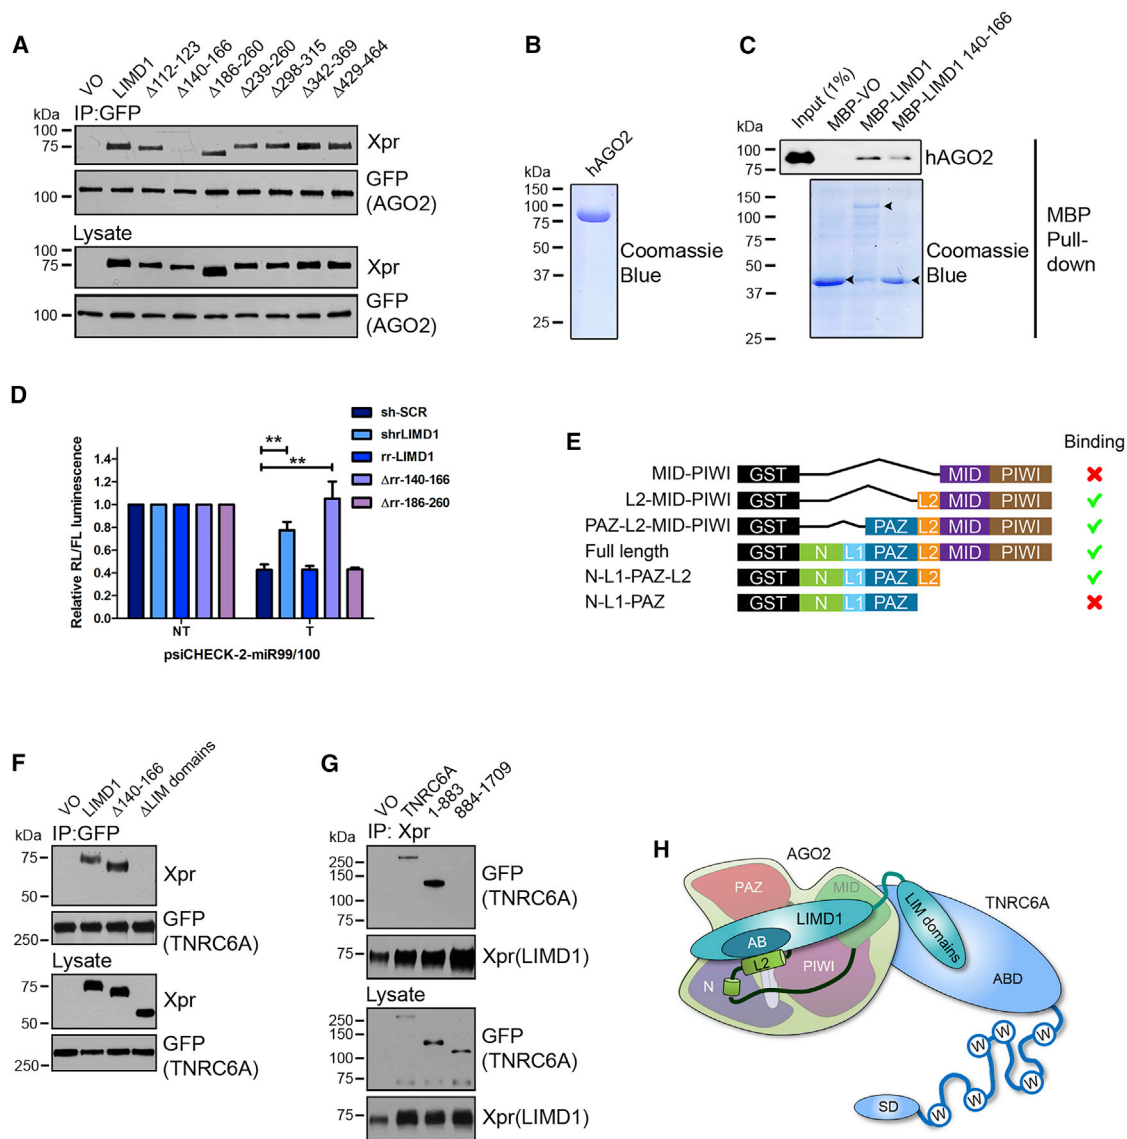 A
VO
LIMD1
Δ112-123
Δ140-166
Δ186-260
Δ239-260
Δ298-315
Δ342-369
Δ429-464
IP:GFP
kDa
100
75
Xpr
100
GFP
(AGO2)
Lysate
100
75
Xpr
100
GFP
(AGO2)
B
hAGO2
kDa
150
100
75
50
37
25
Coomassie
Blue
C
Input (1%)
MBP-VO
MBP-LIMD1
MBP-LIMD1 140-166
kDa
100
75
hAGO2
150
100
75
50
37
25
Coomassie
Blue
MBP
Pull-
down
D
Relative RL/FL luminescence
1.4
1.2
1.0
0.8
0.6
0.4
0.2
0.0
**
**
NT
T
psiCHECK-2-miR99/100
sh-SCR
shrLIMD1
rr-LIMD1
Δrr-140-166
Δrr-186-260
E
Binding
MID-PIWI GST MID PIWI
L2-MID-PIWI GST L2 MID PIWI
PAZ-L2-MID-PIWI GST PAZ L2 MID PIWI
Full length GST N L1 PAZ L2 MID PIWI
N-L1-PAZ-L2 GST N L1 PAZ L2
N-L1-PAZ GST N L1 PAZ
F
VO
LIMD1
Δ140-166
ΔLIM domains
kDa
IP:GFP
75
50
Xpr
250
GFP
(TNRC6A)
Lysate
75
50
Xpr
250
GFP
(TNRC6A)
G
VO
TNRC6A
1-883
884-1709
kDa
IP: Xpr
250
150
100
75
GFP
(TNRC6A)
75
Xpr(LIMD1)
Lysate
250
150
100
75
GFP
(TNRC6A)
75
Xpr(LIMD1)
H
AGO2
PAZ
MID
LIMD1
AB
L2
PIWI
N
LIM domains
TNRC6A
ABD
W
W
W
W
W
W
SD